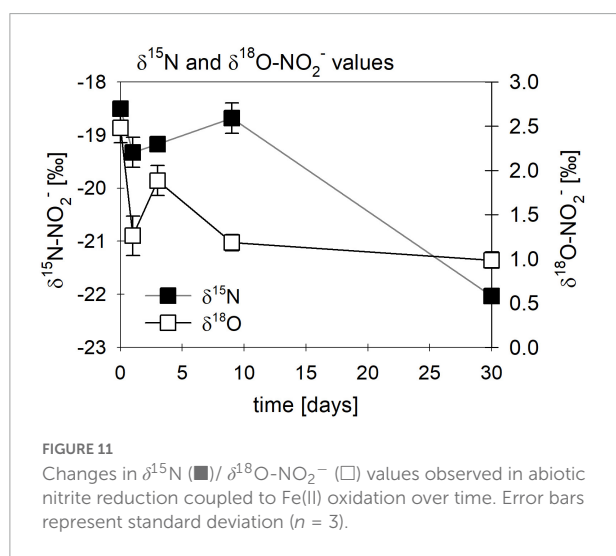 δ¹⁵N and δ¹⁸O-NO₂⁻ values
-18
-19
-20
-21
-22
-23
δ¹⁵N-NO₂⁻ [‰]
3.0
2.5
2.0
1.5
1.0
0.5
0.0
δ¹⁸O-NO₂⁻ [‰]
δ¹⁵N
δ¹⁸O
0 5 10 15 20 25 30
time [days]
FIGURE 11
Changes in δ¹⁵N (■)/ δ¹⁸O-NO₂⁻ (□) values observed in abiotic
nitrite reduction coupled to Fe(II) oxidation over time. Error bars
represent standard deviation (n = 3).